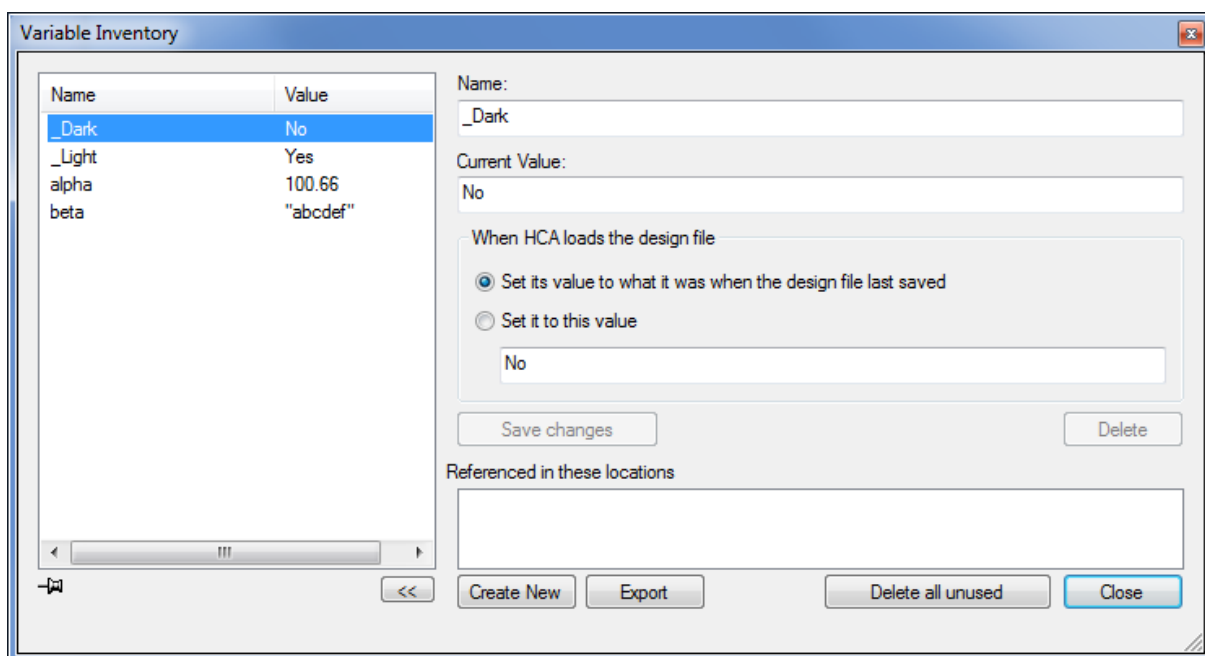 Variable Inventory
Name Value
_Dark No
_Light Yes
alpha 100.66
beta "abcdef"
<<
Name:
_Dark
Current Value:
No
When HCA loads the design file
Set its value to what it was when the design file last saved
Set it to this value
No
Save changes Delete
Referenced in these locations
Create New Export Delete all unused Close